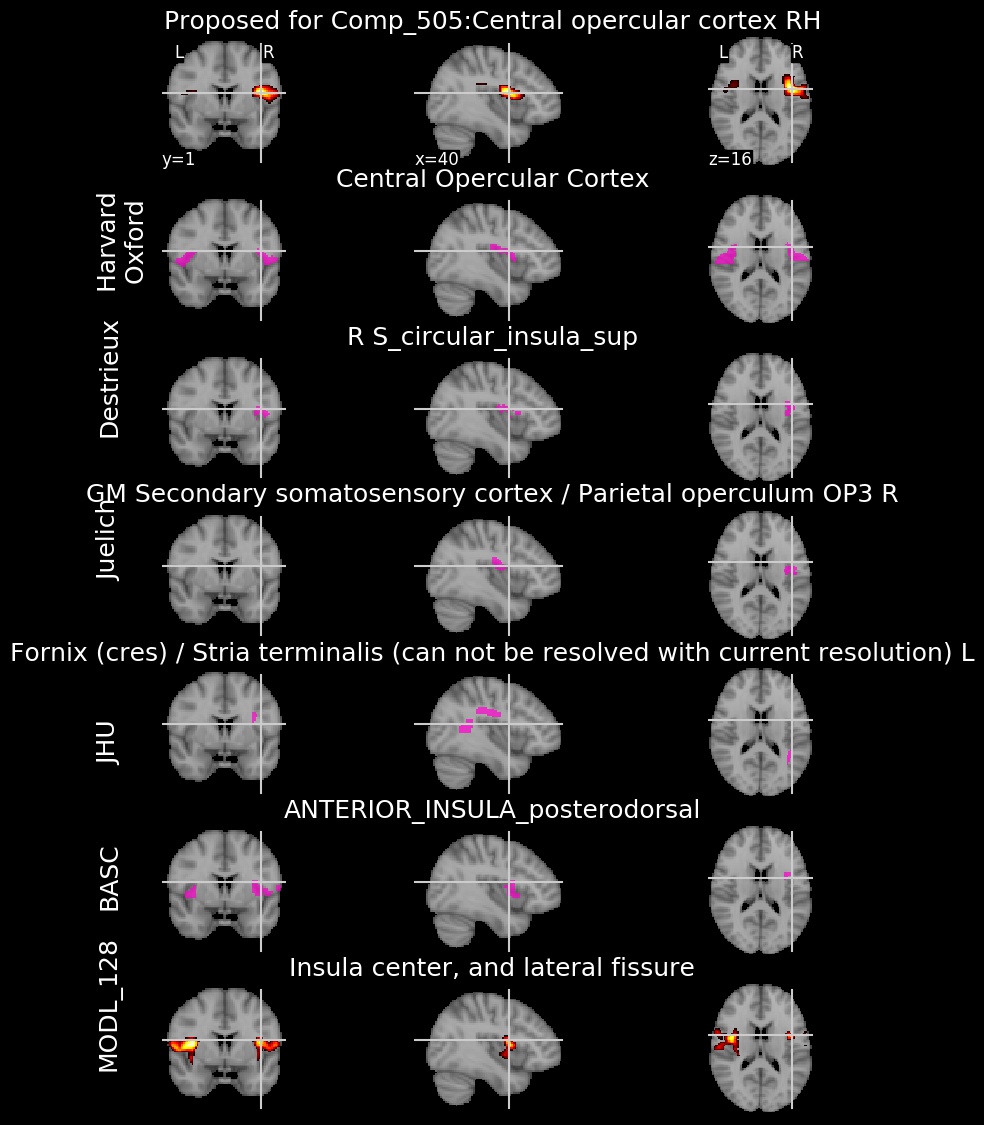 Proposed for Comp_505:Central opercular cortex RH
L R L R
y=1 x=40 z=16
Central Opercular Cortex
Harvard
Oxford
R S_circular_insula_sup
Destrieux
GM Secondary somatosensory cortex / Parietal operculum OP3 R
Juelich
Fornix (cres) / Stria terminalis (can not be resolved with current resolution) L
JHU
ANTERIOR_INSULA_posterodorsal
BASC
Insula center, and lateral fissure
MODL_128